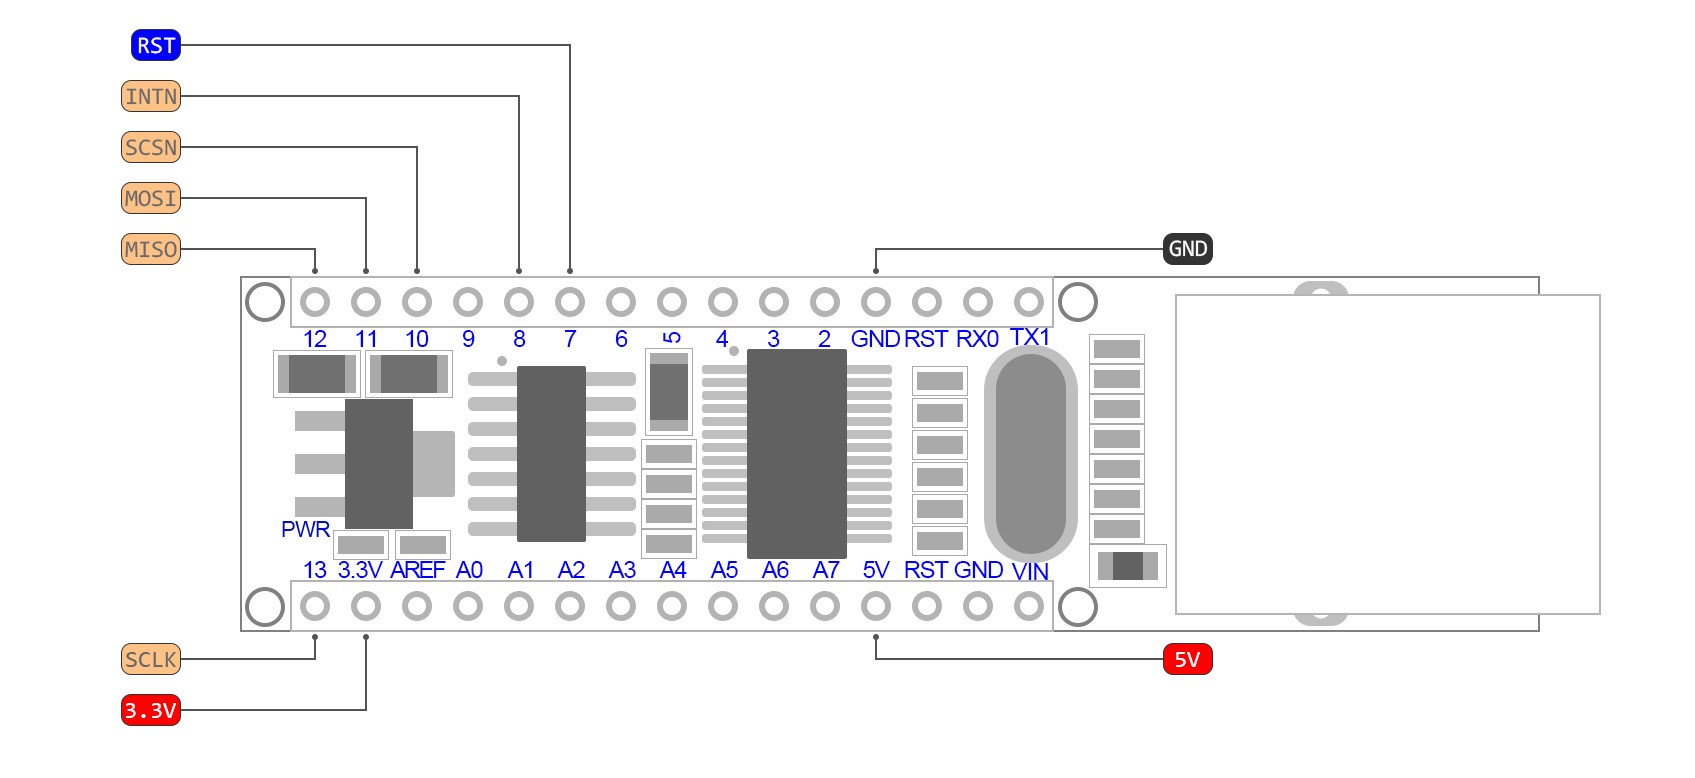 RST
INTN
SCSN
MOSI
MISO
GND
12 11 10 9 8 7 6 5 4 3 2 GND RST RX0 TX1
PWR
13 3.3V AREF A0 A1 A2 A3 A4 A5 A6 A7 5V RST GND VIN
SCLK
5V
3.3V